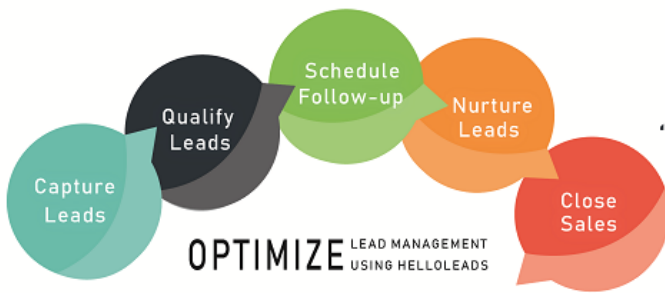 Capture
Leads
Qualify
Leads
Schedule
Follow-up
Nurture
Leads
Close
Sales
OPTIMIZE
LEAD MANAGEMENT
USING HELLOLEADS